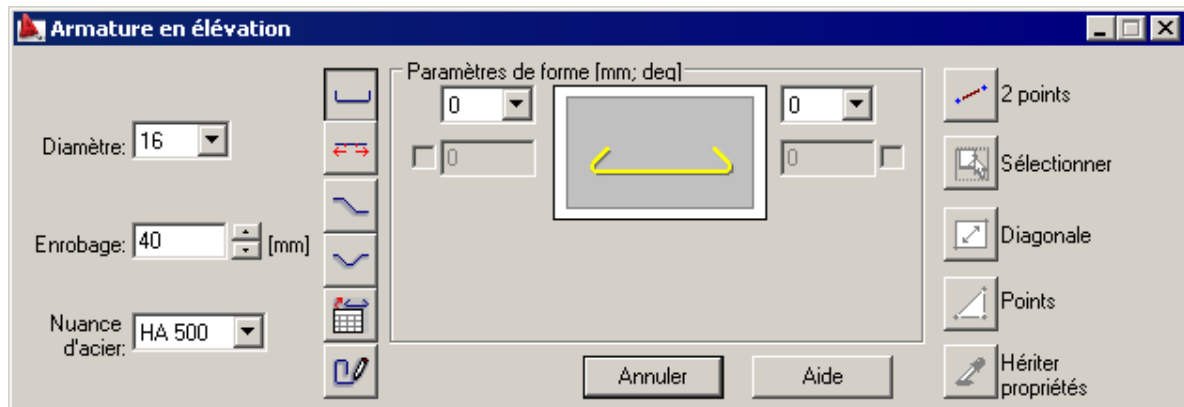 Armature en élévation
Paramètres de forme [mm; deg]
0
0
2 points
Diamètre: 16
0
0
Sélectionner
Enrobage: 40 [mm]
Diagonale
Points
Nuance
d'acier: HA 500
Annuler
Aide
Hériter
propriétés